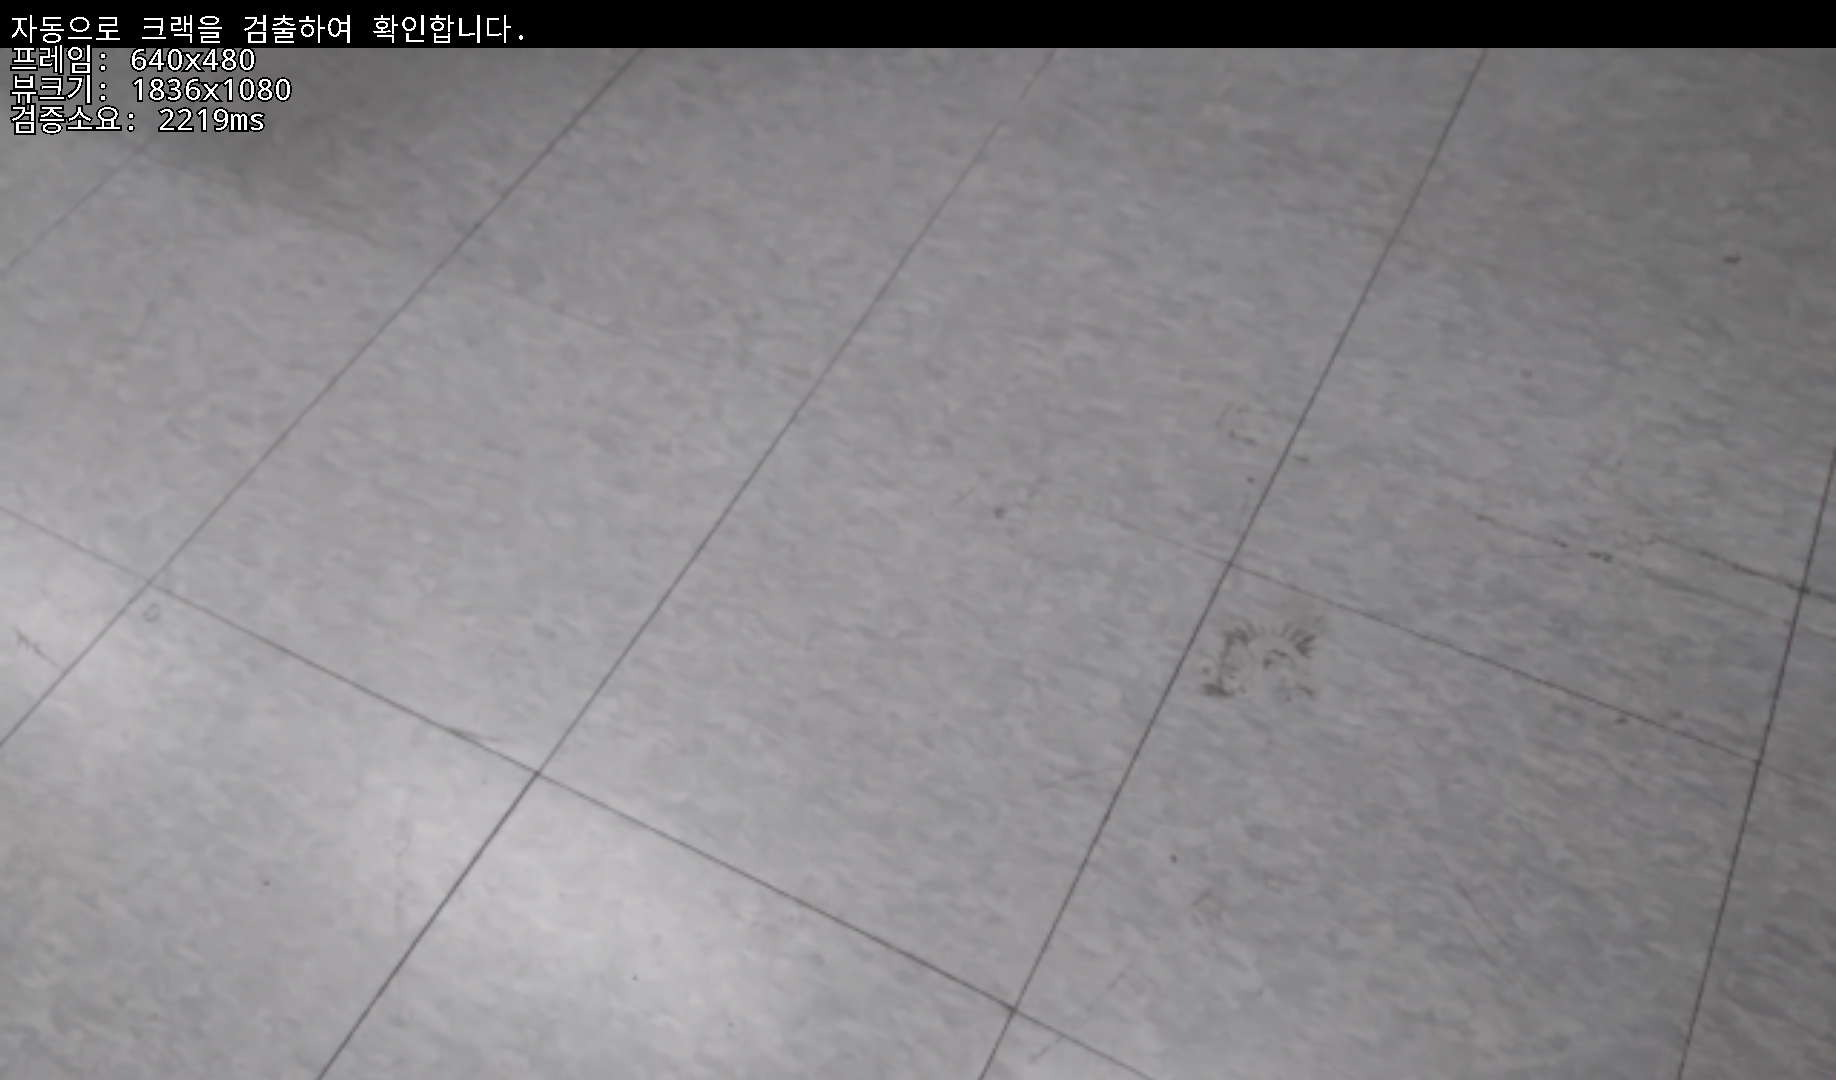 자동으로 크랙을 검출하여 확인합니다.
프레임: 640x480
뷰크기: 1836x1080
검증소요: 2219ms